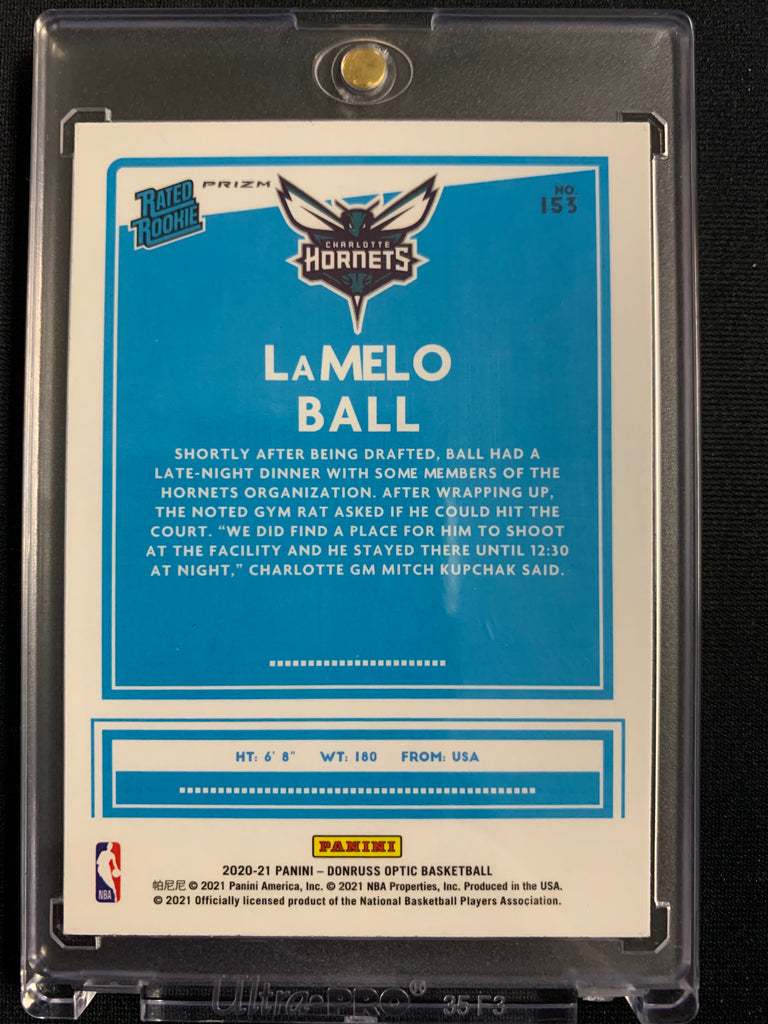 RATED
ROOKIE
PRIZM
NO.
153
CHARLOTTE
HORNETS
LaMELO
BALL
SHORTLY AFTER BEING DRAFTED, BALL HAD A
LATE-NIGHT DINNER WITH SOME MEMBERS OF THE
HORNETS ORGANIZATION. AFTER WRAPPING UP,
THE NOTED GYM RAT ASKED IF HE COULD HIT THE
COURT. “WE DID FIND A PLACE FOR HIM TO SHOOT
AT THE FACILITY AND HE STAYED THERE UNTIL 12:30
AT NIGHT,” CHARLOTTE GM MITCH KUPCHAK SAID.
HT: 6' 8" WT: 180 FROM: USA
PANINI
2020-21 PANINI – DONRUSS OPTIC BASKETBALL
帕尼尼 © 2021 Panini America, Inc. © 2021 NBA Properties, Inc. Produced in the USA.
© 2021 Officially licensed product of the National Basketball Players Association.
NBA
Ultra·PRO® 35 F3